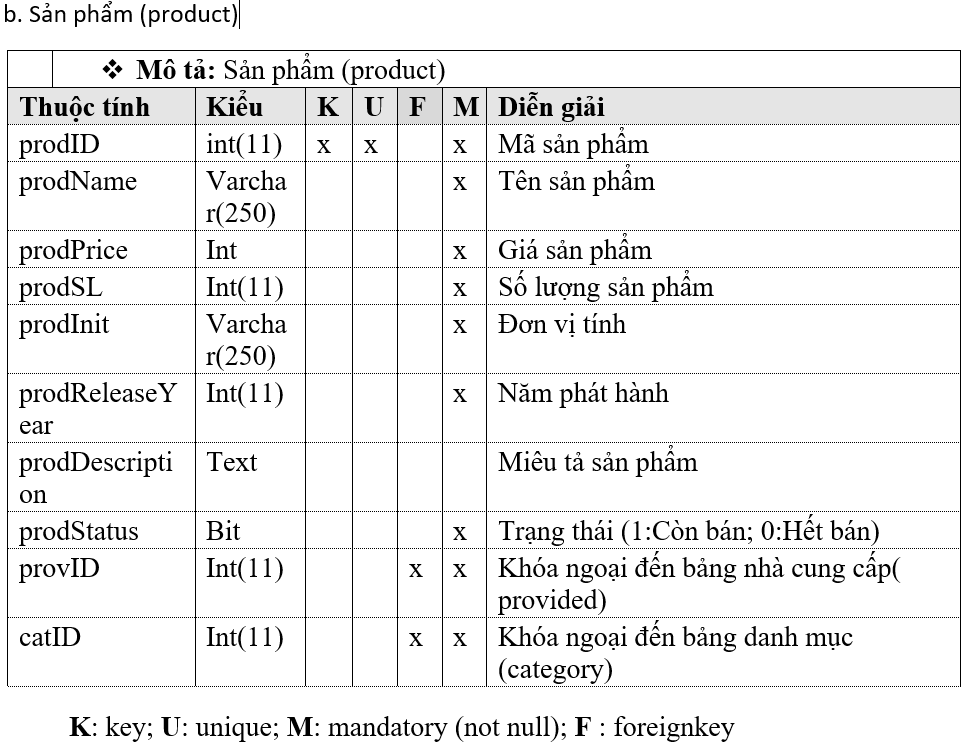 b. Sản phẩm (product)
❖ Mô tả: Sản phẩm (product)
Thuộc tính Kiểu K U F M Diễn giải
prodID int(11) x x x Mã sản phẩm
prodName Varcha x Tên sản phẩm
r(250)
prodPrice Int x Giá sản phẩm
prodSL Int(11) x Số lượng sản phẩm
prodInit Varcha x Đơn vị tính
r(250)
prodReleaseY Int(11) x Năm phát hành
ear
prodDescripti Text Miêu tả sản phẩm
on
prodStatus Bit x Trạng thái (1:Còn bán; 0:Hết bán)
provID Int(11) x x Khóa ngoại đến bảng nhà cung cấp(
provided)
catID Int(11) x x Khóa ngoại đến bảng danh mục
(category)
K: key; U: unique; M: mandatory (not null); F : foreignkey